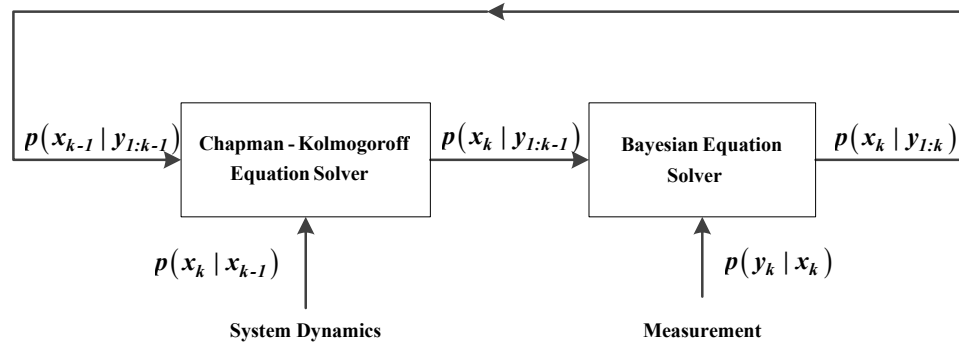 p(x_{k-1} | y_{1:k-1})
Chapman - Kolmogoroff
Equation Solver
p(x_k | y_{1:k-1})
Bayesian Equation
Solver
p(x_k | y_{1:k})
p(x_k | x_{k-1})
p(y_k | x_k)
System Dynamics
Measurement